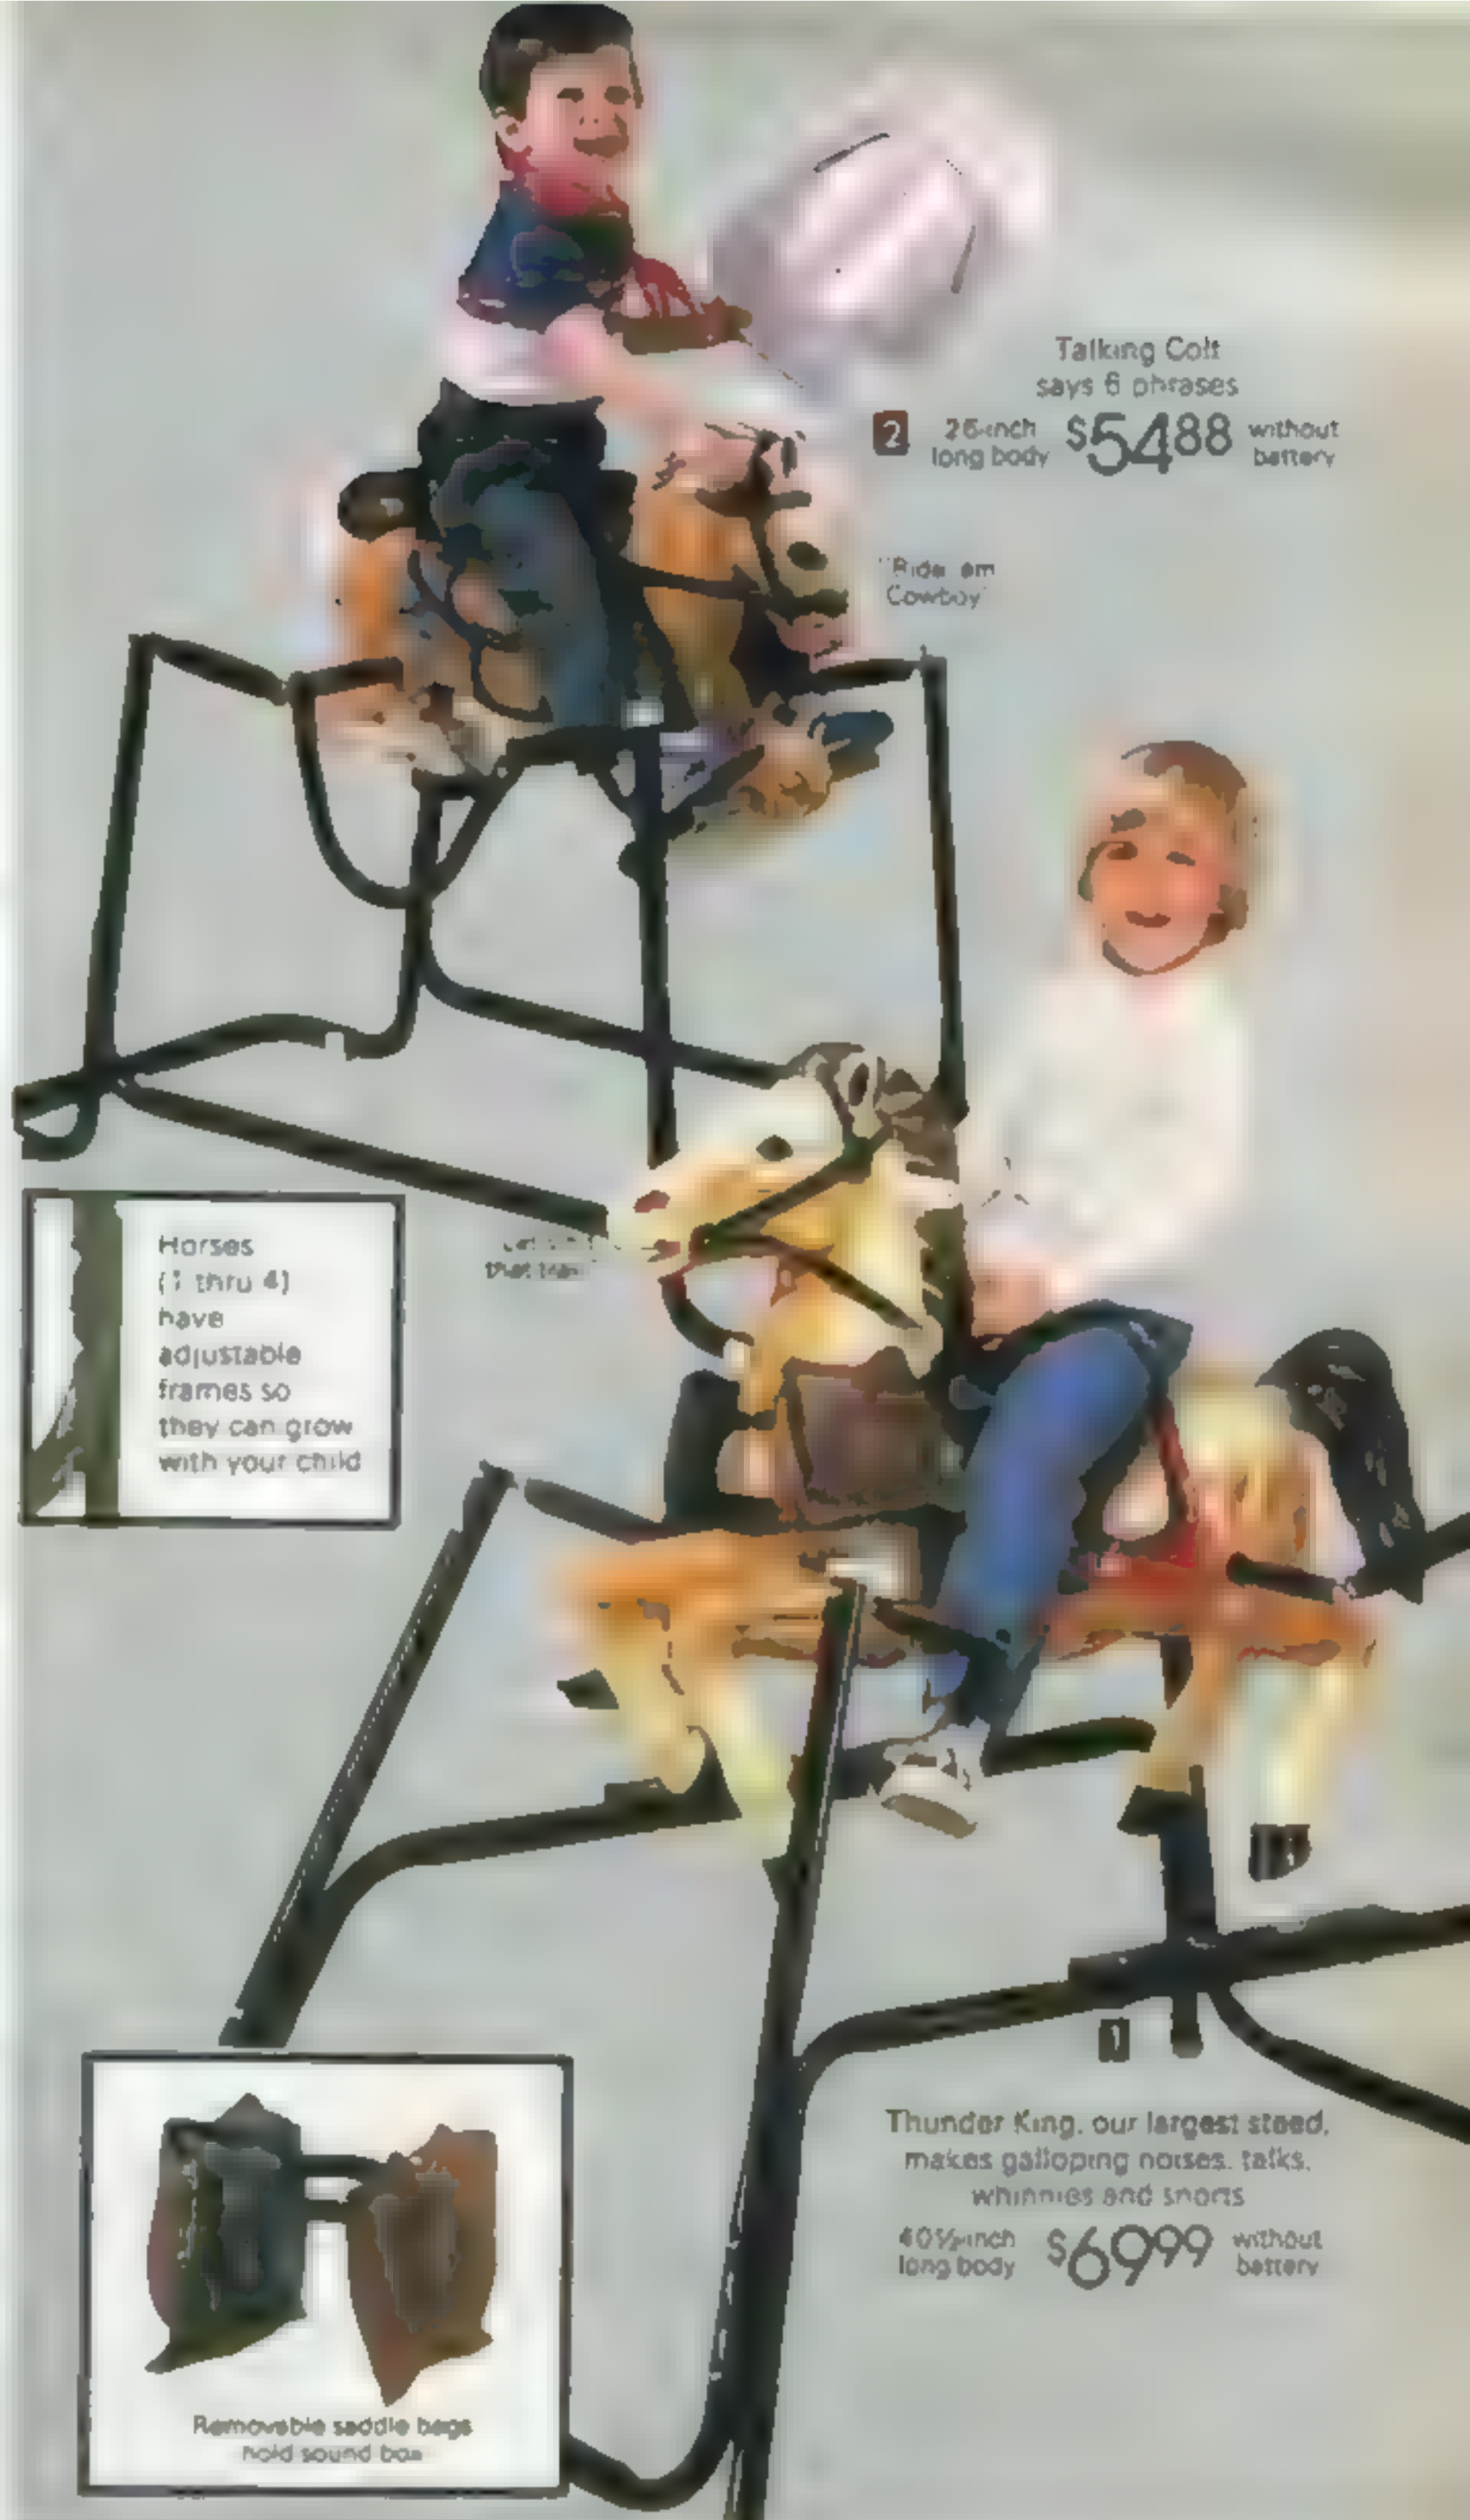 Talking Colt
says 6 phrases
2 26-inch
long body $54⁸⁸ without
battery
"Ride 'em
Cowboy"
that
Horses
(1 thru 4)
have
adjustable
frames so
they can grow
with your child
1
Thunder King, our largest steed,
makes galloping noises, talks,
whinnies and snorts
40½-inch
long body $69⁹⁹ without
battery
Removable saddle bags
hold sound box